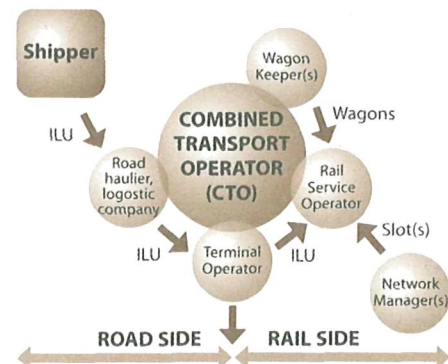 Shipper
Wagon
Keeper(s)
COMBINED
TRANSPORT
OPERATOR
(CTO)
Wagons
ILU
Road
haulier,
logostic
company
Rail
Service
Operator
ILU
Terminal
Operator
ILU
Slot(s)
Network
Manager(s)
ROAD SIDE
RAIL SIDE